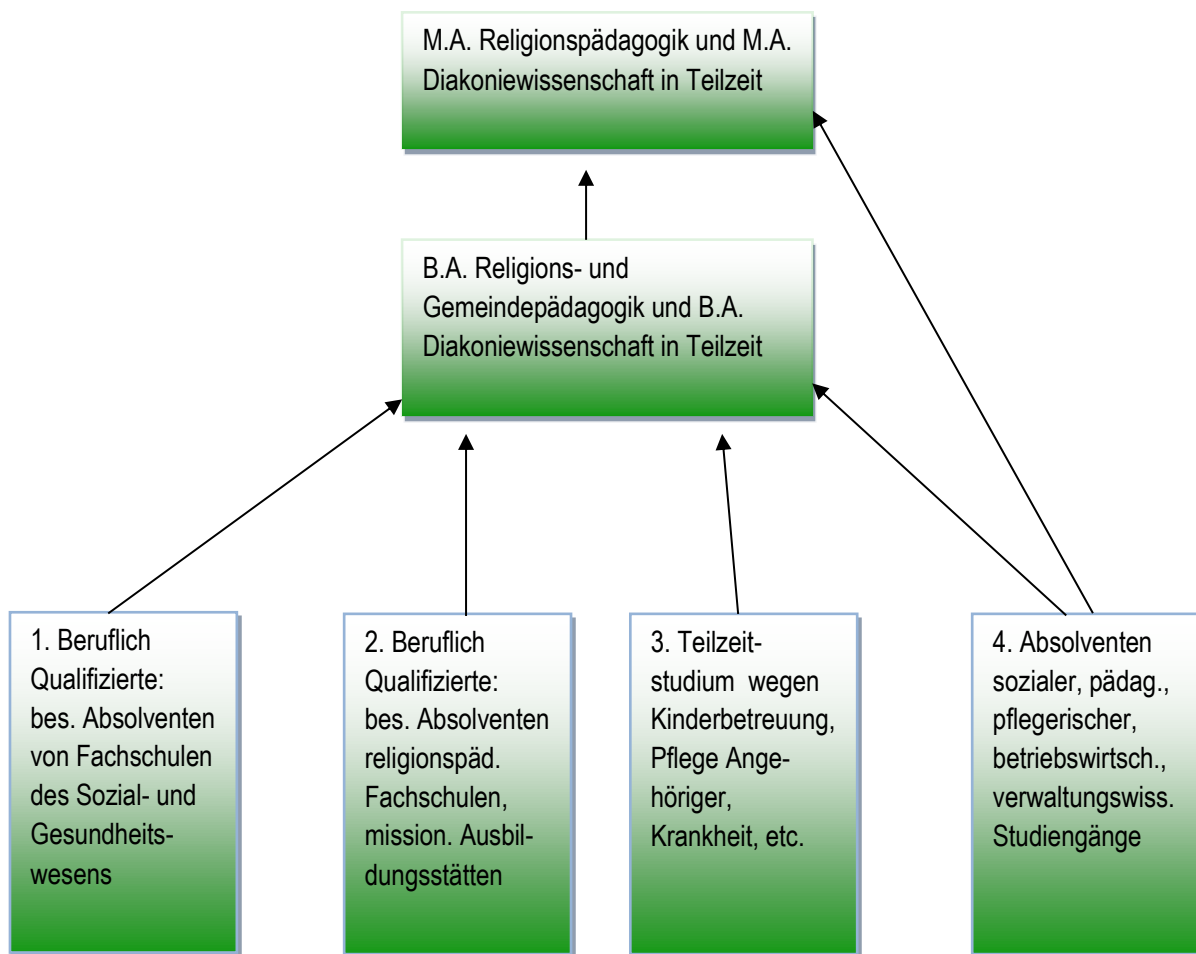 M.A. Religionspädagogik und M.A.
Diakoniewissenschaft in Teilzeit
B.A. Religions- und
Gemeindepädagogik und B.A.
Diakoniewissenschaft in Teilzeit
1. Beruflich
Qualifizierte:
bes. Absolventen
von Fachschulen
des Sozial- und
Gesundheits-
wesens
2. Beruflich
Qualifizierte:
bes. Absolventen
religionspäd.
Fachschulen,
mission. Ausbil-
dungsstätten
3. Teilzeit-
studium wegen
Kinderbetreuung,
Pflege Ange-
höriger,
Krankheit, etc.
4. Absolventen
sozialer, pädag.,
pflegerischer,
betriebswirtsch.,
verwaltungswiss.
Studiengänge